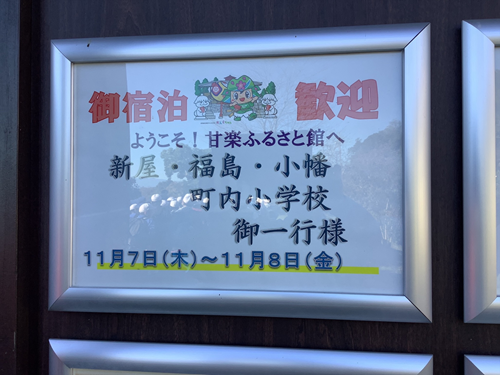 御宿泊 歓迎
ようこそ！甘楽ふるさと館へ
新屋・福島・小幡
町内小学校
御一行様
11月7日(木)～11月8日(金)